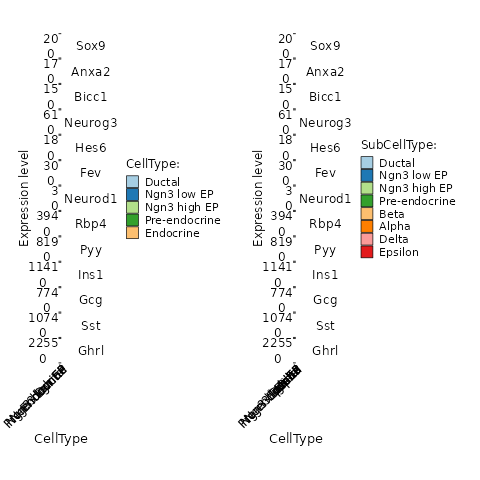 20
0
Sox9
17
0
Anxa2
15
0
Bicc1
61
0
Neurog3
18
0
Hes6
30
0
Fev
3
0
Neurod1
394
0
Rbp4
819
0
Pyy
1141
0
Ins1
774
0
Gcg
1074
0
Sst
2255
0
Ghrl
Expression level
CellType
CellType:
Ductal
Ngn3 low EP
Ngn3 high EP
Pre-endocrine
Endocrine
20
0
Sox9
17
0
Anxa2
15
0
Bicc1
61
0
Neurog3
18
0
Hes6
30
0
Fev
3
0
Neurod1
394
0
Rbp4
819
0
Pyy
1141
0
Ins1
774
0
Gcg
1074
0
Sst
2255
0
Ghrl
Expression level
CellType
SubCellType:
Ductal
Ngn3 low EP
Ngn3 high EP
Pre-endocrine
Beta
Alpha
Delta
Epsilon